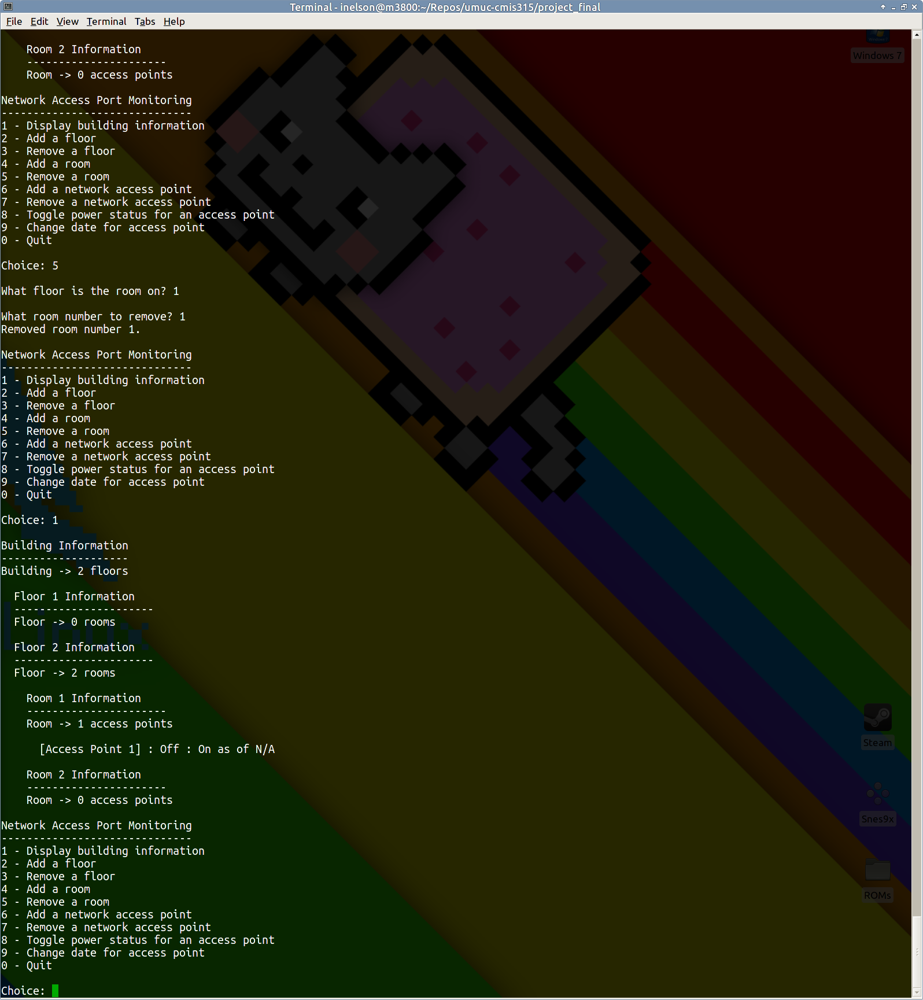 Terminal - inelson@m3800:~/Repos/umuc-cmis315/project_final
File Edit View Terminal Tabs Help
Windows 7
Room 2 Information
----------------------
Room -> 0 access points
Network Access Port Monitoring
------------------------------
1 - Display building information
2 - Add a floor
3 - Remove a floor
4 - Add a room
5 - Remove a room
6 - Add a network access point
7 - Remove a network access point
8 - Toggle power status for an access point
9 - Change date for access point
0 - Quit
Choice: 5
What floor is the room on? 1
What room number to remove? 1
Removed room number 1.
Network Access Port Monitoring
------------------------------
1 - Display building information
2 - Add a floor
3 - Remove a floor
4 - Add a room
5 - Remove a room
6 - Add a network access point
7 - Remove a network access point
8 - Toggle power status for an access point
9 - Change date for access point
0 - Quit
Choice: 1
Building Information
--------------------
Building -> 2 floors
Floor 1 Information
----------------------
Floor -> 0 rooms
Linux
Floor 2 Information
----------------------
Floor -> 2 rooms
Room 1 Information
----------------------
Room -> 1 access points
[Access Point 1] : Off : On as of N/A
Room 2 Information
----------------------
Room -> 0 access points
Steam
Snes9x
ROMs
Network Access Port Monitoring
------------------------------
1 - Display building information
2 - Add a floor
3 - Remove a floor
4 - Add a room
5 - Remove a room
6 - Add a network access point
7 - Remove a network access point
8 - Toggle power status for an access point
9 - Change date for access point
0 - Quit
Choice: